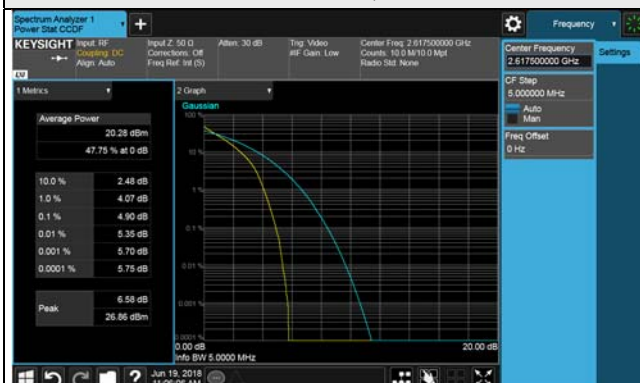 Spectrum Analyzer 1
Power Stat CCDF
Frequency
KEYSIGHT
Input: RF
Coupling: DC
Align: Auto
Input Z: 50 Ω
Corrections: Off
Freq Ref: Int (S)
Atten: 30 dB
Trig: Video
#IF Gain: Low
Center Freq: 2.617500000 GHz
Counts: 10.0 M/10.0 Mpt
Radio Std: None
LVI
Center Frequency
2.617500000 GHz
Settings
CF Step
5.000000 MHz
Auto
Man
Freq Offset
0 Hz
1 Metrics
Average Power
20.28 dBm
47.75 % at 0 dB
10.0 % 2.48 dB
1.0 % 4.07 dB
0.1 % 4.90 dB
0.01 % 5.35 dB
0.001 % 5.70 dB
0.0001 % 5.75 dB
Peak 6.58 dB
26.86 dBm
2 Graph
Gaussian
100 %
10 %
1 %
0.1 %
0.01 %
0.001 %
0.0001 %
0.00 dB
20.00 dB
Info BW 5.0000 MHz
Jun 19, 2018